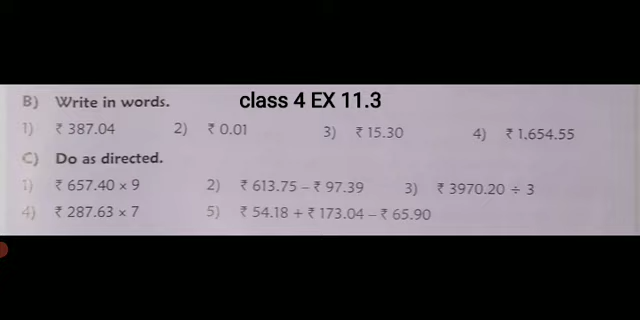 B) Write in words. class 4 EX 11.3
1) ₹ 387.04 2) ₹ 0.01 3) ₹ 15.30 4) ₹ 1,654.55
C) Do as directed.
1) ₹ 657.40 × 9 2) ₹ 613.75 – ₹ 97.39 3) ₹ 3970.20 ÷ 3
4) ₹ 287.63 × 7 5) ₹ 54.18 + ₹ 173.04 – ₹ 65.90